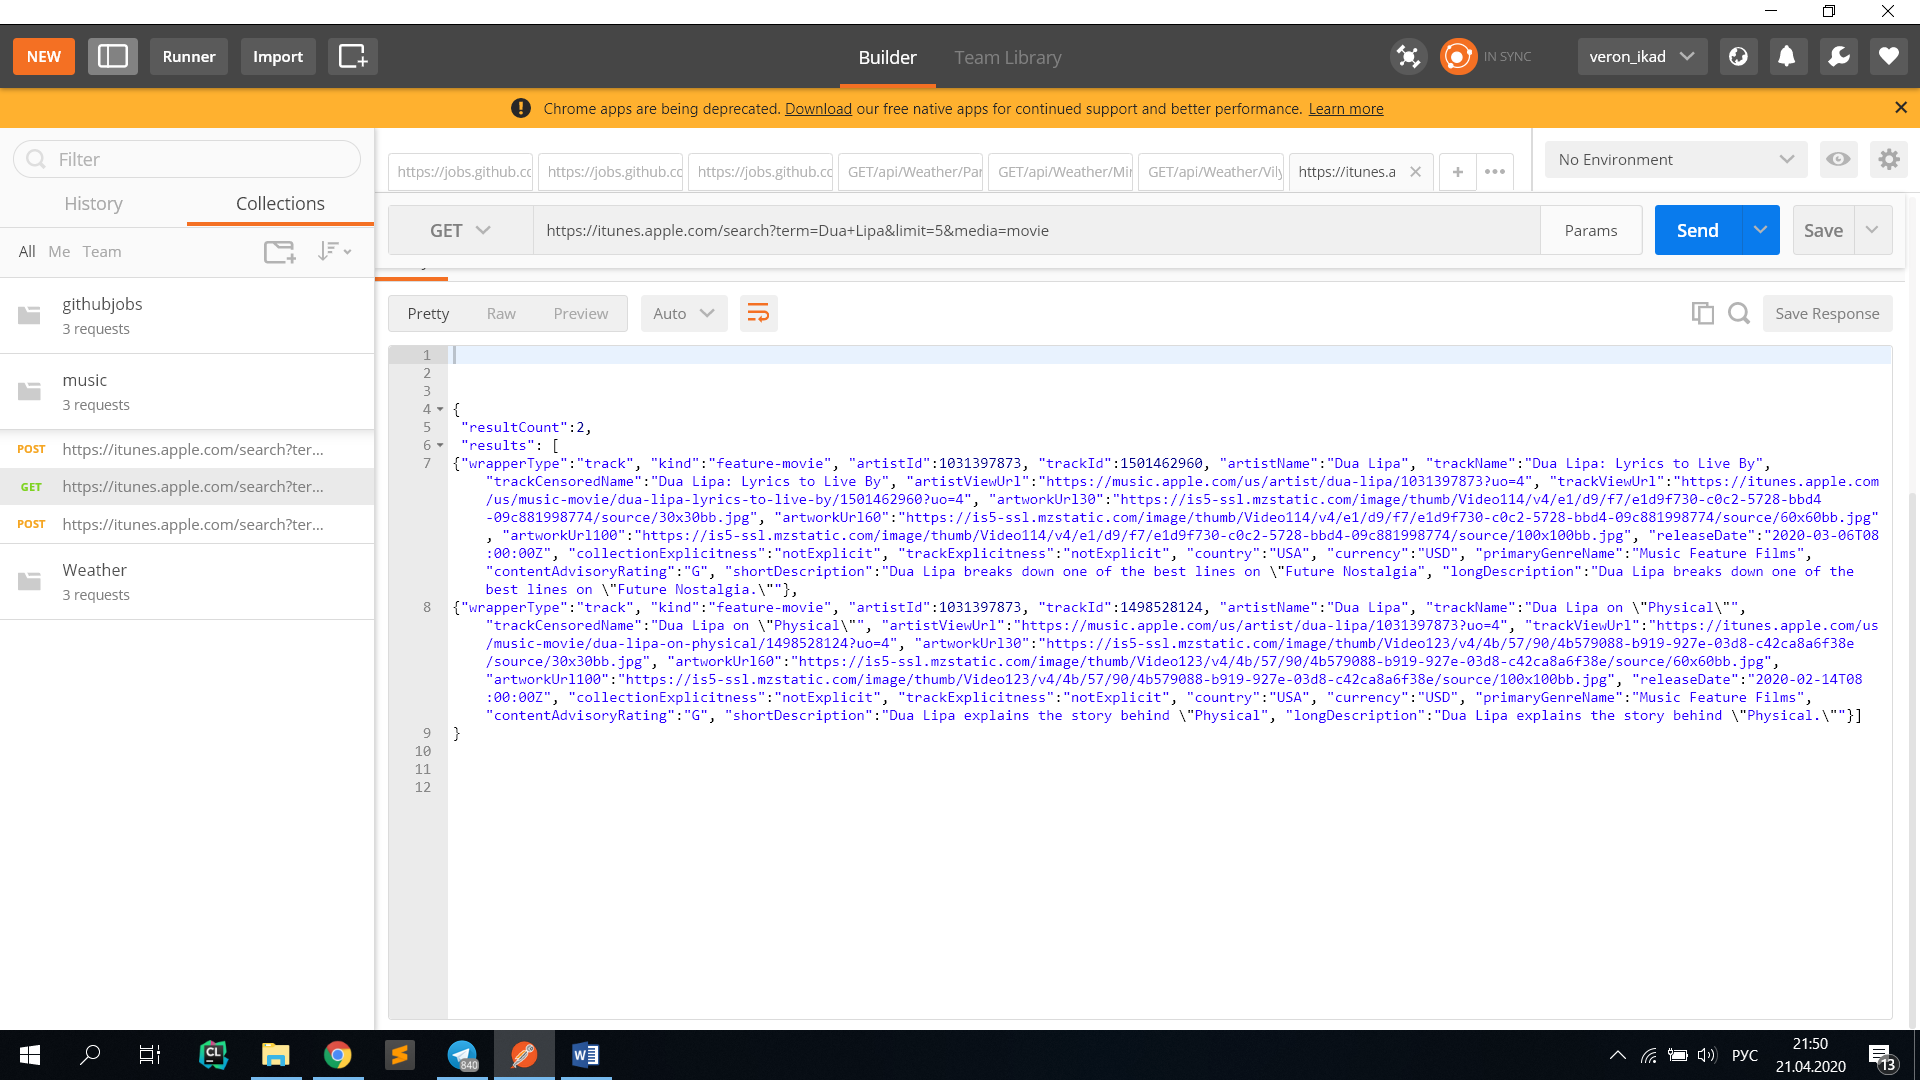 NEW Runner Import Builder Team Library IN SYNC veron_ikad
Chrome apps are being deprecated. Download our free native apps for continued support and better performance. Learn more
Filter
https://jobs.github.cc https://jobs.github.cc https://jobs.github.cc GET/api/Weather/Par GET/api/Weather/Mir GET/api/Weather/Vily https://itunes.a No Environment
History Collections
GET https://itunes.apple.com/search?term=Dua+Lipa&limit=5&media=movie Params Send Save
All Me Team
githubjobs
3 requests
music
3 requests
POST https://itunes.apple.com/search?ter...
GET https://itunes.apple.com/search?ter...
POST https://itunes.apple.com/search?ter...
Weather
3 requests
Pretty Raw Preview Auto Save Response
1
2
3
4 {
5 "resultCount":2,
6 "results": [
7 {"wrapperType":"track", "kind":"feature-movie", "artistId":1031397873, "trackId":1501462960, "artistName":"Dua Lipa", "trackName":"Dua Lipa: Lyrics to Live By",
"trackCensoredName":"Dua Lipa: Lyrics to Live By", "artistViewUrl":"https://music.apple.com/us/artist/dua-lipa/1031397873?uo=4", "trackViewUrl":"https://itunes.apple.com
/us/music-movie/dua-lipa-lyrics-to-live-by/1501462960?uo=4", "artworkUrl30":"https://is5-ssl.mzstatic.com/image/thumb/Video114/v4/e1/d9/f7/e1d9f730-c0c2-5728-bbd4
-09c881998774/source/30x30bb.jpg", "artworkUrl60":"https://is5-ssl.mzstatic.com/image/thumb/Video114/v4/e1/d9/f7/e1d9f730-c0c2-5728-bbd4-09c881998774/source/60x60bb.jpg"
, "artworkUrl100":"https://is5-ssl.mzstatic.com/image/thumb/Video114/v4/e1/d9/f7/e1d9f730-c0c2-5728-bbd4-09c881998774/source/100x100bb.jpg", "releaseDate":"2020-03-06T08
:00:00Z", "collectionExplicitness":"notExplicit", "trackExplicitness":"notExplicit", "country":"USA", "currency":"USD", "primaryGenreName":"Music Feature Films",
"contentAdvisoryRating":"G", "shortDescription":"Dua Lipa breaks down one of the best lines on \"Future Nostalgia", "longDescription":"Dua Lipa breaks down one of the
best lines on \"Future Nostalgia.\""},
8 {"wrapperType":"track", "kind":"feature-movie", "artistId":1031397873, "trackId":1498528124, "artistName":"Dua Lipa", "trackName":"Dua Lipa on \"Physical\"",
"trackCensoredName":"Dua Lipa on \"Physical\"", "artistViewUrl":"https://music.apple.com/us/artist/dua-lipa/1031397873?uo=4", "trackViewUrl":"https://itunes.apple.com/us
/music-movie/dua-lipa-on-physical/1498528124?uo=4", "artworkUrl30":"https://is5-ssl.mzstatic.com/image/thumb/Video123/v4/4b/57/90/4b579088-b919-927e-03d8-c42ca8a6f38e
/source/30x30bb.jpg", "artworkUrl60":"https://is5-ssl.mzstatic.com/image/thumb/Video123/v4/4b/57/90/4b579088-b919-927e-03d8-c42ca8a6f38e/source/60x60bb.jpg",
"artworkUrl100":"https://is5-ssl.mzstatic.com/image/thumb/Video123/v4/4b/57/90/4b579088-b919-927e-03d8-c42ca8a6f38e/source/100x100bb.jpg", "releaseDate":"2020-02-14T08
:00:00Z", "collectionExplicitness":"notExplicit", "trackExplicitness":"notExplicit", "country":"USA", "currency":"USD", "primaryGenreName":"Music Feature Films",
"contentAdvisoryRating":"G", "shortDescription":"Dua Lipa explains the story behind \"Physical", "longDescription":"Dua Lipa explains the story behind \"Physical.\""}]
9 }
10
11
12
CL 840 W РУС 21:50
21.04.2020 13